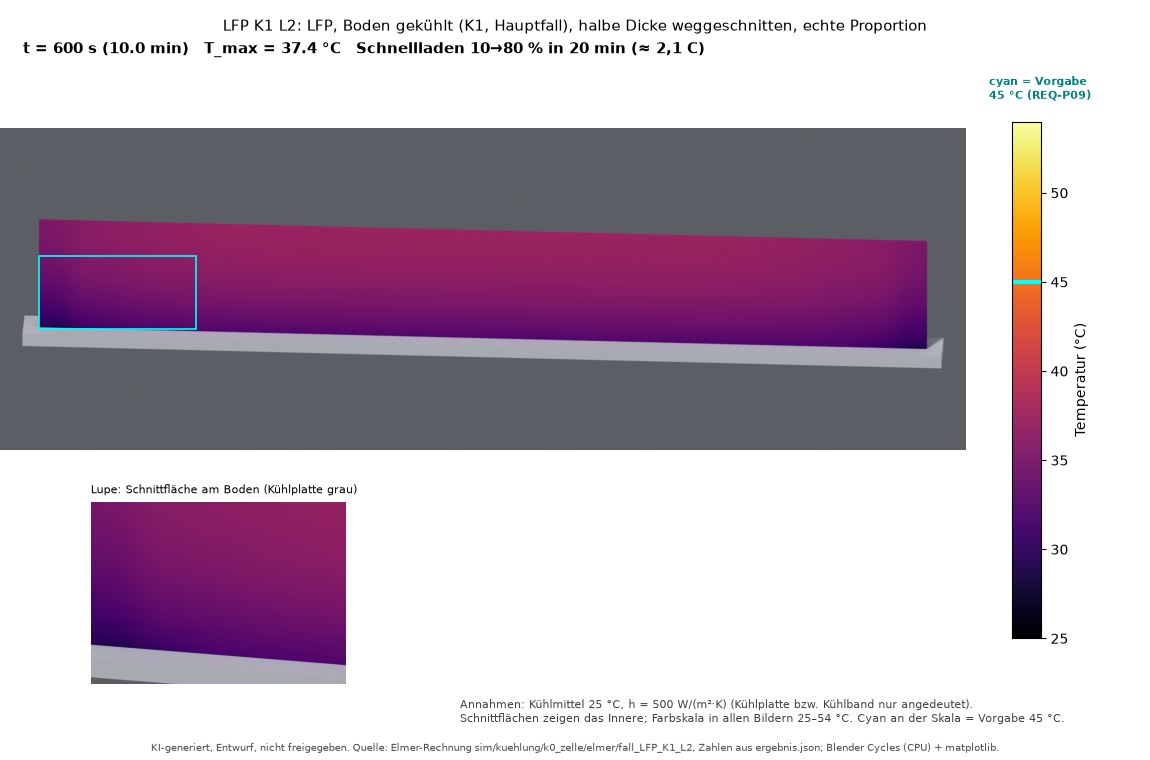 LFP K1 L2: LFP, Boden gekühlt (K1, Hauptfall), halbe Dicke weggeschnitten, echte Proportion
t = 600 s (10.0 min)   T_max = 37.4 °C   Schnellladen 10→80 % in 20 min (≈ 2,1 C)
cyan = Vorgabe
45 °C (REQ-P09)
50
45
40
35
30
25
Temperatur (°C)
Lupe: Schnittfläche am Boden (Kühlplatte grau)
Annahmen: Kühlmittel 25 °C, h = 500 W/(m²·K) (Kühlplatte bzw. Kühlband nur angedeutet).
Schnittflächen zeigen das Innere; Farbskala in allen Bildern 25–54 °C. Cyan an der Skala = Vorgabe 45 °C.
KI-generiert, Entwurf, nicht freigegeben. Quelle: Elmer-Rechnung sim/kuehlung/k0_zelle/elmer/fall_LFP_K1_L2, Zahlen aus ergebnis.json; Blender Cycles (CPU) + matplotlib.